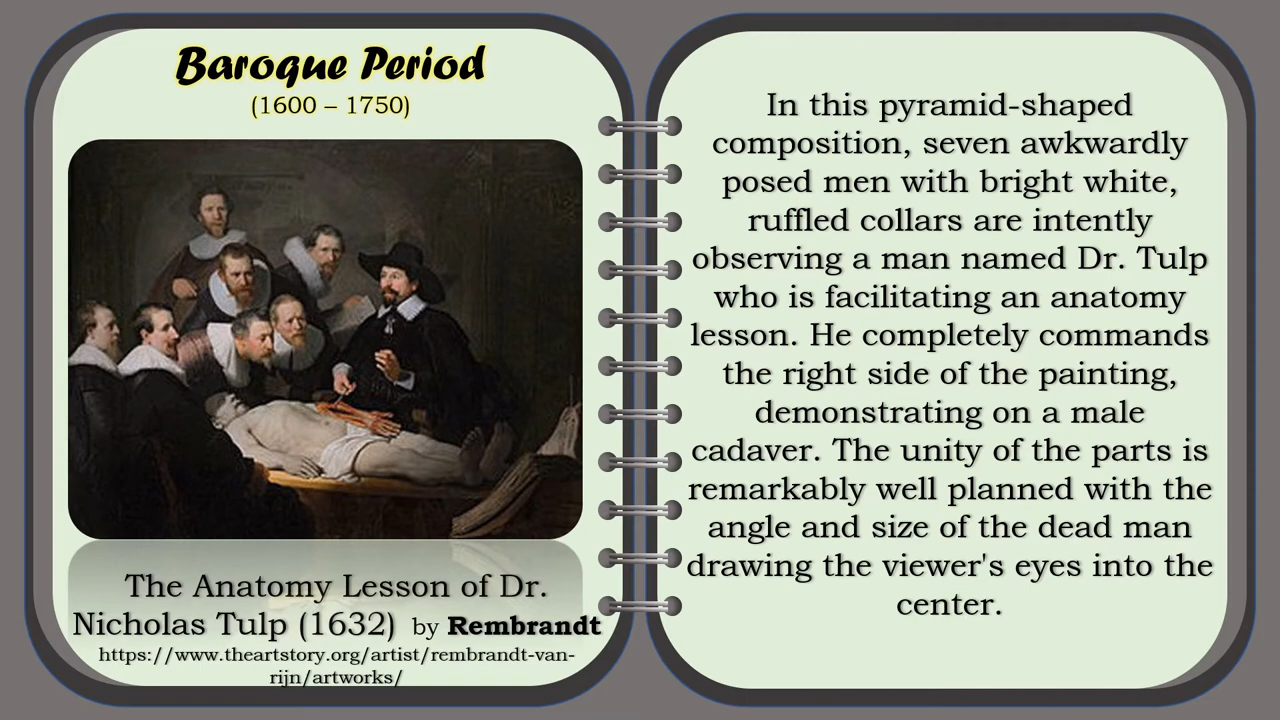 Baroque Period
(1600 – 1750)
The Anatomy Lesson of Dr.
Nicholas Tulp (1632) by Rembrandt
https://www.theartstory.org/artist/rembrandt-van-
rijn/artworks/
In this pyramid-shaped
composition, seven awkwardly
posed men with bright white,
ruffled collars are intently
observing a man named Dr. Tulp
who is facilitating an anatomy
lesson. He completely commands
the right side of the painting,
demonstrating on a male
cadaver. The unity of the parts is
remarkably well planned with the
angle and size of the dead man
drawing the viewer's eyes into the
center.